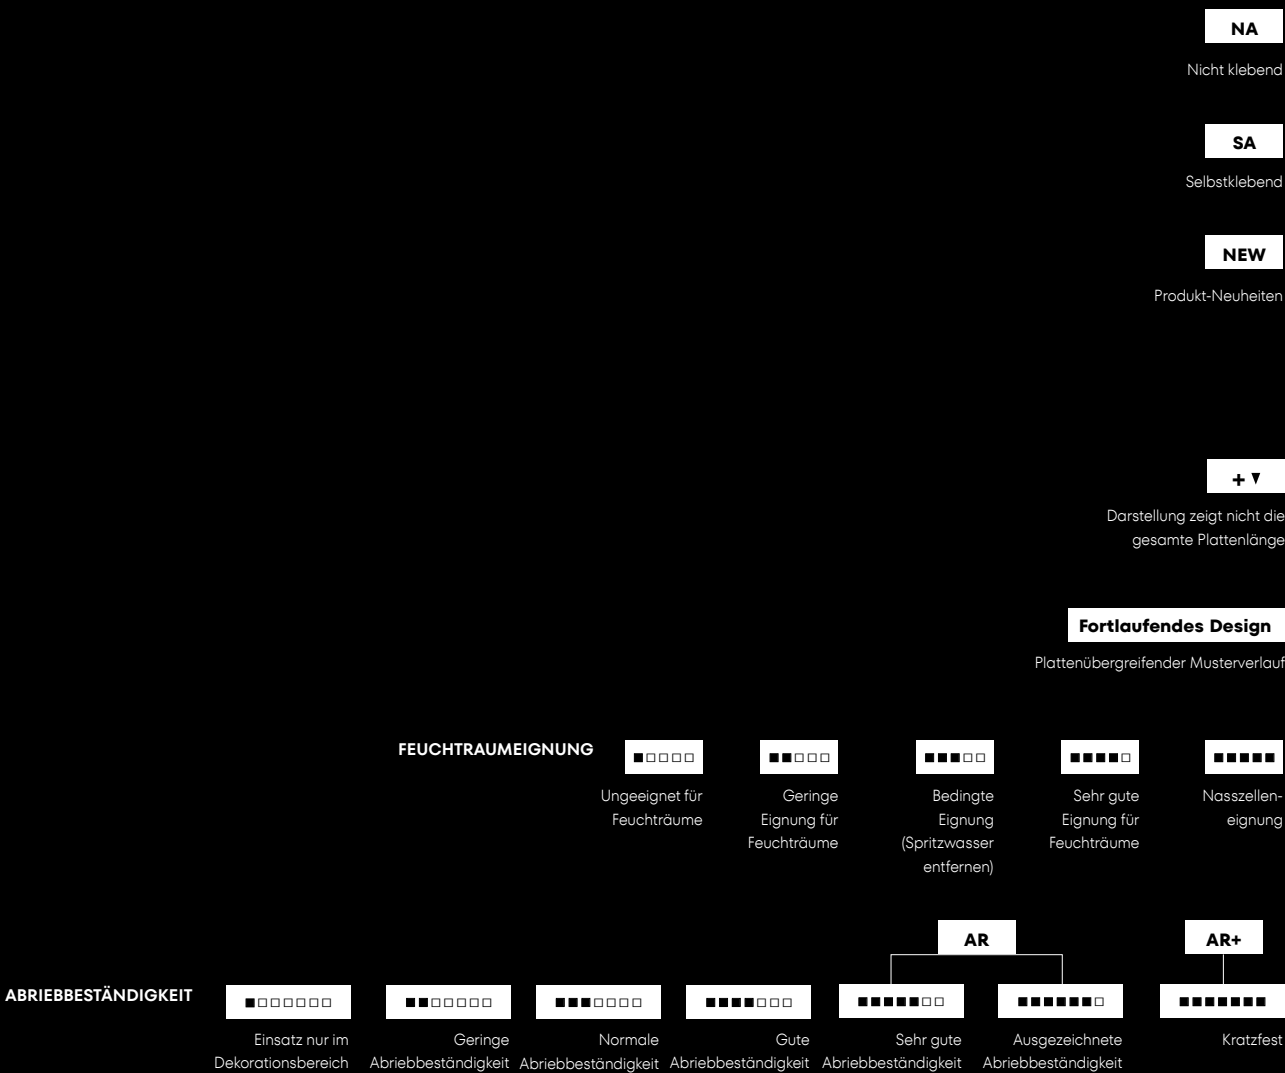 NA
Nicht klebend
SA
Selbstklebend
NEW
Produkt-Neuheiten
+ ▼
Darstellung zeigt nicht die
gesamte Plattenlänge
Fortlaufendes Design
Plattenübergreifender Musterverlauf
FEUCHTRAUMEIGNUNG
■□□□□
Ungeeignet für
Feuchträume
■■□□□
Geringe
Eignung für
Feuchträume
■■■□□
Bedingte
Eignung
(Spritzwasser
entfernen)
■■■■□
Sehr gute
Eignung für
Feuchträume
■■■■■
Nasszellen-
eignung
AR
AR+
ABRIEBBESTÄNDIGKEIT
■□□□□□□
Einsatz nur im
Dekorationsbereich
■■□□□□□
Geringe
Abriebbeständigkeit
■■■□□□□
Normale
Abriebbeständigkeit
■■■■□□□
Gute
Abriebbeständigkeit
■■■■■□□
Sehr gute
Abriebbeständigkeit
■■■■■■□
Ausgezeichnete
Abriebbeständigkeit
■■■■■■■
Kratzfest